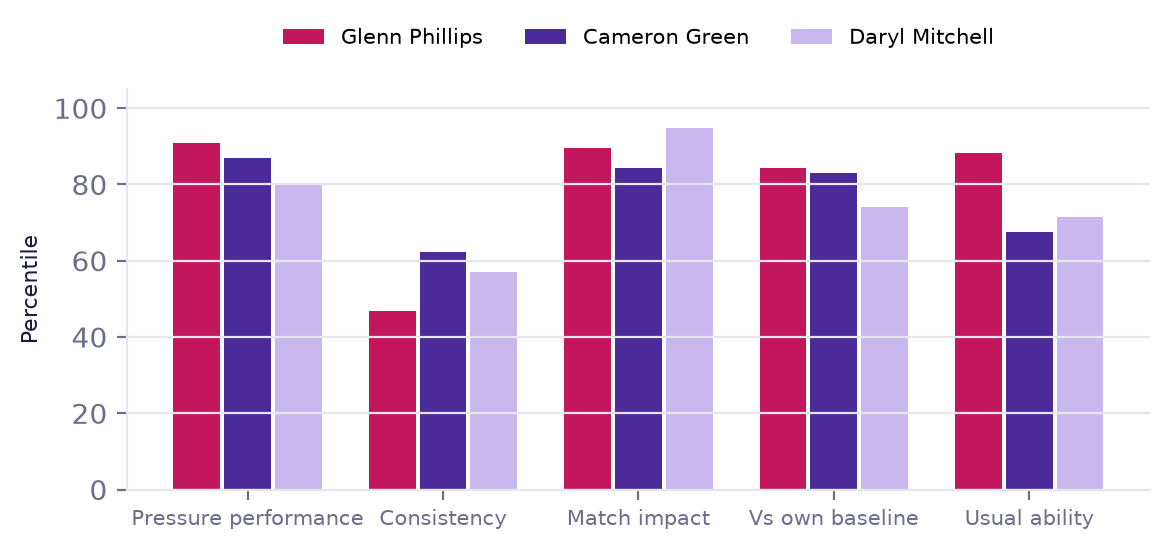 Glenn Phillips Cameron Green Daryl Mitchell
Percentile
100
80
60
40
20
0
Pressure performance Consistency Match impact Vs own baseline Usual ability